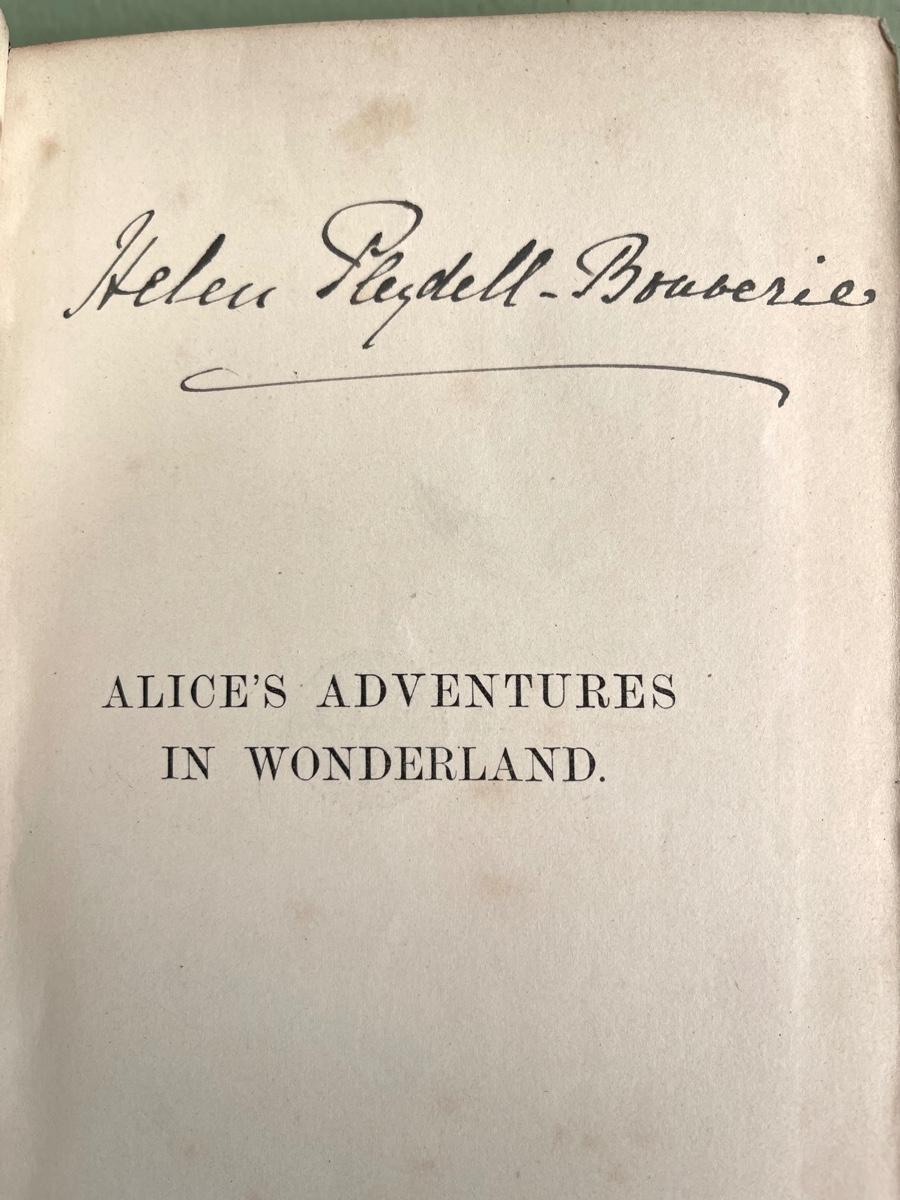 Helen Pleydell-Bouverie
ALICE'S ADVENTURES
IN WONDERLAND.